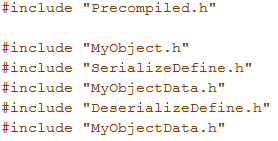 #include "Precompiled.h"
#include "MyObject.h"
#include "SerializeDefine.h"
#include "MyObjectData.h"
#include "DeserializeDefine.h"
#include "MyObjectData.h"